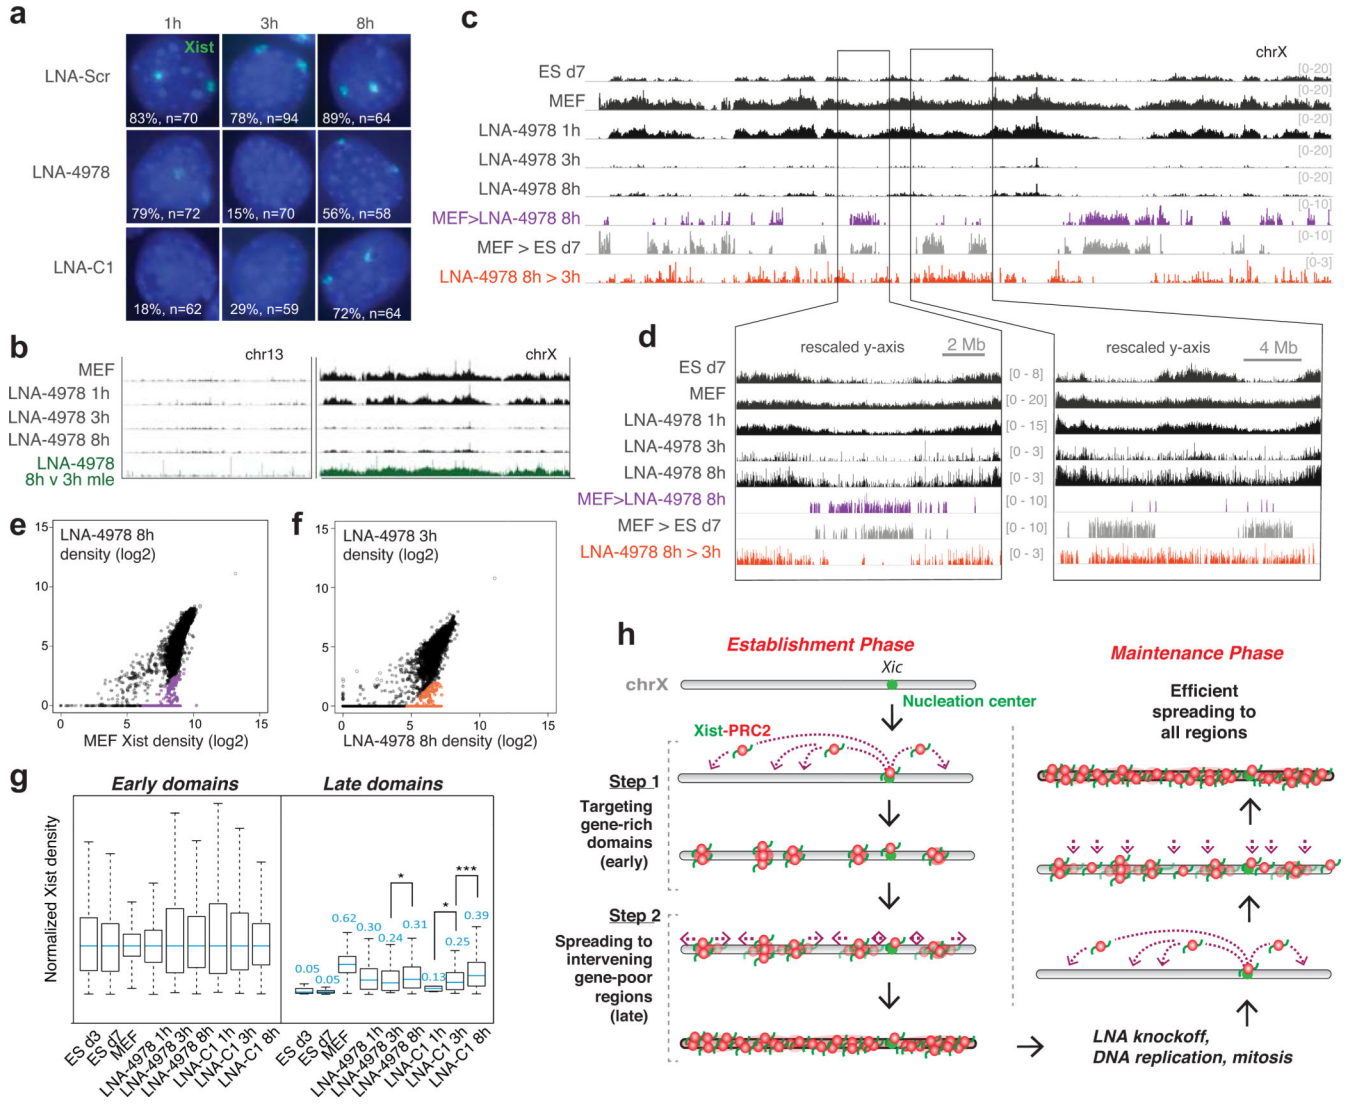 a
1h
3h
8h
LNA-Scr
Xist
83%, n=70
78%, n=94
89%, n=64
LNA-4978
79%, n=72
15%, n=70
56%, n=58
LNA-C1
18%, n=62
29%, n=59
72%, n=64
b
chr13
chrX
MEF
LNA-4978 1h
LNA-4978 3h
LNA-4978 8h
LNA-4978
8h v 3h mle
c
chrX
ES d7
[0-20]
MEF
[0-20]
LNA-4978 1h
[0-20]
LNA-4978 3h
[0-20]
LNA-4978 8h
[0-20]
MEF>LNA-4978 8h
[0-10]
MEF > ES d7
[0-10]
LNA-4978 8h > 3h
[0-3]
d
rescaled y-axis
2 Mb
rescaled y-axis
4 Mb
ES d7
[0 - 8]
MEF
[0 - 20]
LNA-4978 1h
[0 - 15]
LNA-4978 3h
[0 - 3]
LNA-4978 8h
[0 - 3]
MEF>LNA-4978 8h
[0 - 10]
MEF > ES d7
[0 - 10]
LNA-4978 8h > 3h
[0 - 3]
e
LNA-4978 8h
density (log2)
15
10
5
0
0
5
10
15
MEF Xist density (log2)
f
LNA-4978 3h
density (log2)
15
10
5
0
0
5
10
15
LNA-4978 8h density (log2)
g
Early domains
Late domains
Normalized Xist density
0.05
0.05
0.62
0.30
0.24
0.31
0.13
0.25
0.39
*
*
***
ES d3
ES d7
MEF
LNA-4978 1h
LNA-4978 3h
LNA-4978 8h
LNA-C1 1h
LNA-C1 3h
LNA-C1 8h
ES d3
ES d7
MEF
LNA-4978 1h
LNA-4978 3h
LNA-4978 8h
LNA-C1 1h
LNA-C1 3h
LNA-C1 8h
h
Establishment Phase
Xic
chrX
Nucleation center
Xist-PRC2
Step 1
Targeting
gene-rich
domains
(early)
Step 2
Spreading to
intervening
gene-poor
regions
(late)
Maintenance Phase
Efficient
spreading to
all regions
LNA knockoff,
DNA replication, mitosis